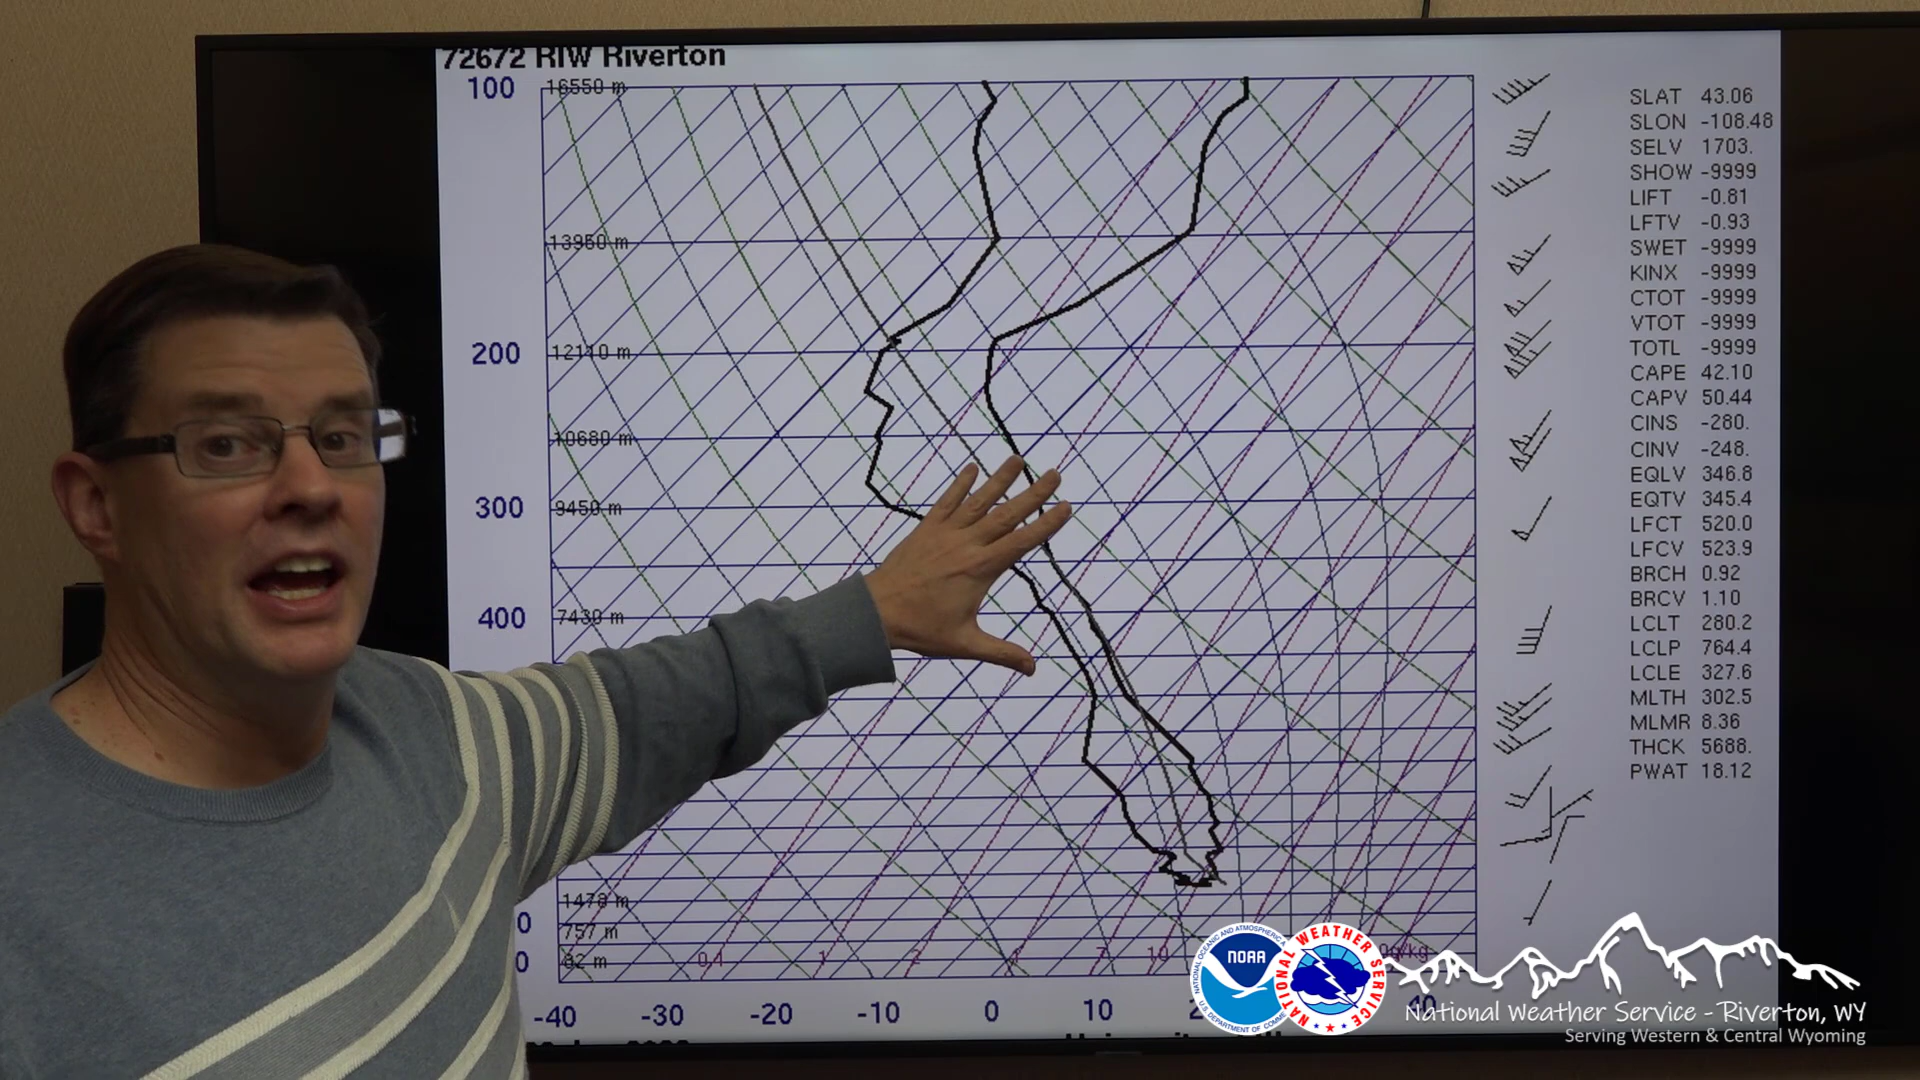 72672 RIW Riverton
100
16550 m
13950 m
200
12110 m
10680 m
300
9450 m
400
7430 m
1478 m
757 m
82 m
0
0
-40 -30 -20 -10 0 10 40
0.4 1 2 4 7 10 g/kg
SLAT 43.06
SLON -108.48
SELV 1703.
SHOW -9999
LIFT -0.81
LFTV -0.93
SWET -9999
KINX -9999
CTOT -9999
VTOT -9999
TOTL -9999
CAPE 42.10
CAPV 50.44
CINS -280.
CINV -248.
EQLV 346.8
EQTV 345.4
LFCT 520.0
LFCV 523.9
BRCH 0.92
BRCV 1.10
LCLT 280.2
LCLP 764.4
LCLE 327.6
MLTH 302.5
MLMR 8.36
THCK 5688.
PWAT 18.12
NOAA
NATIONAL WEATHER SERVICE
National Weather Service - Riverton, WY
Serving Western & Central Wyoming